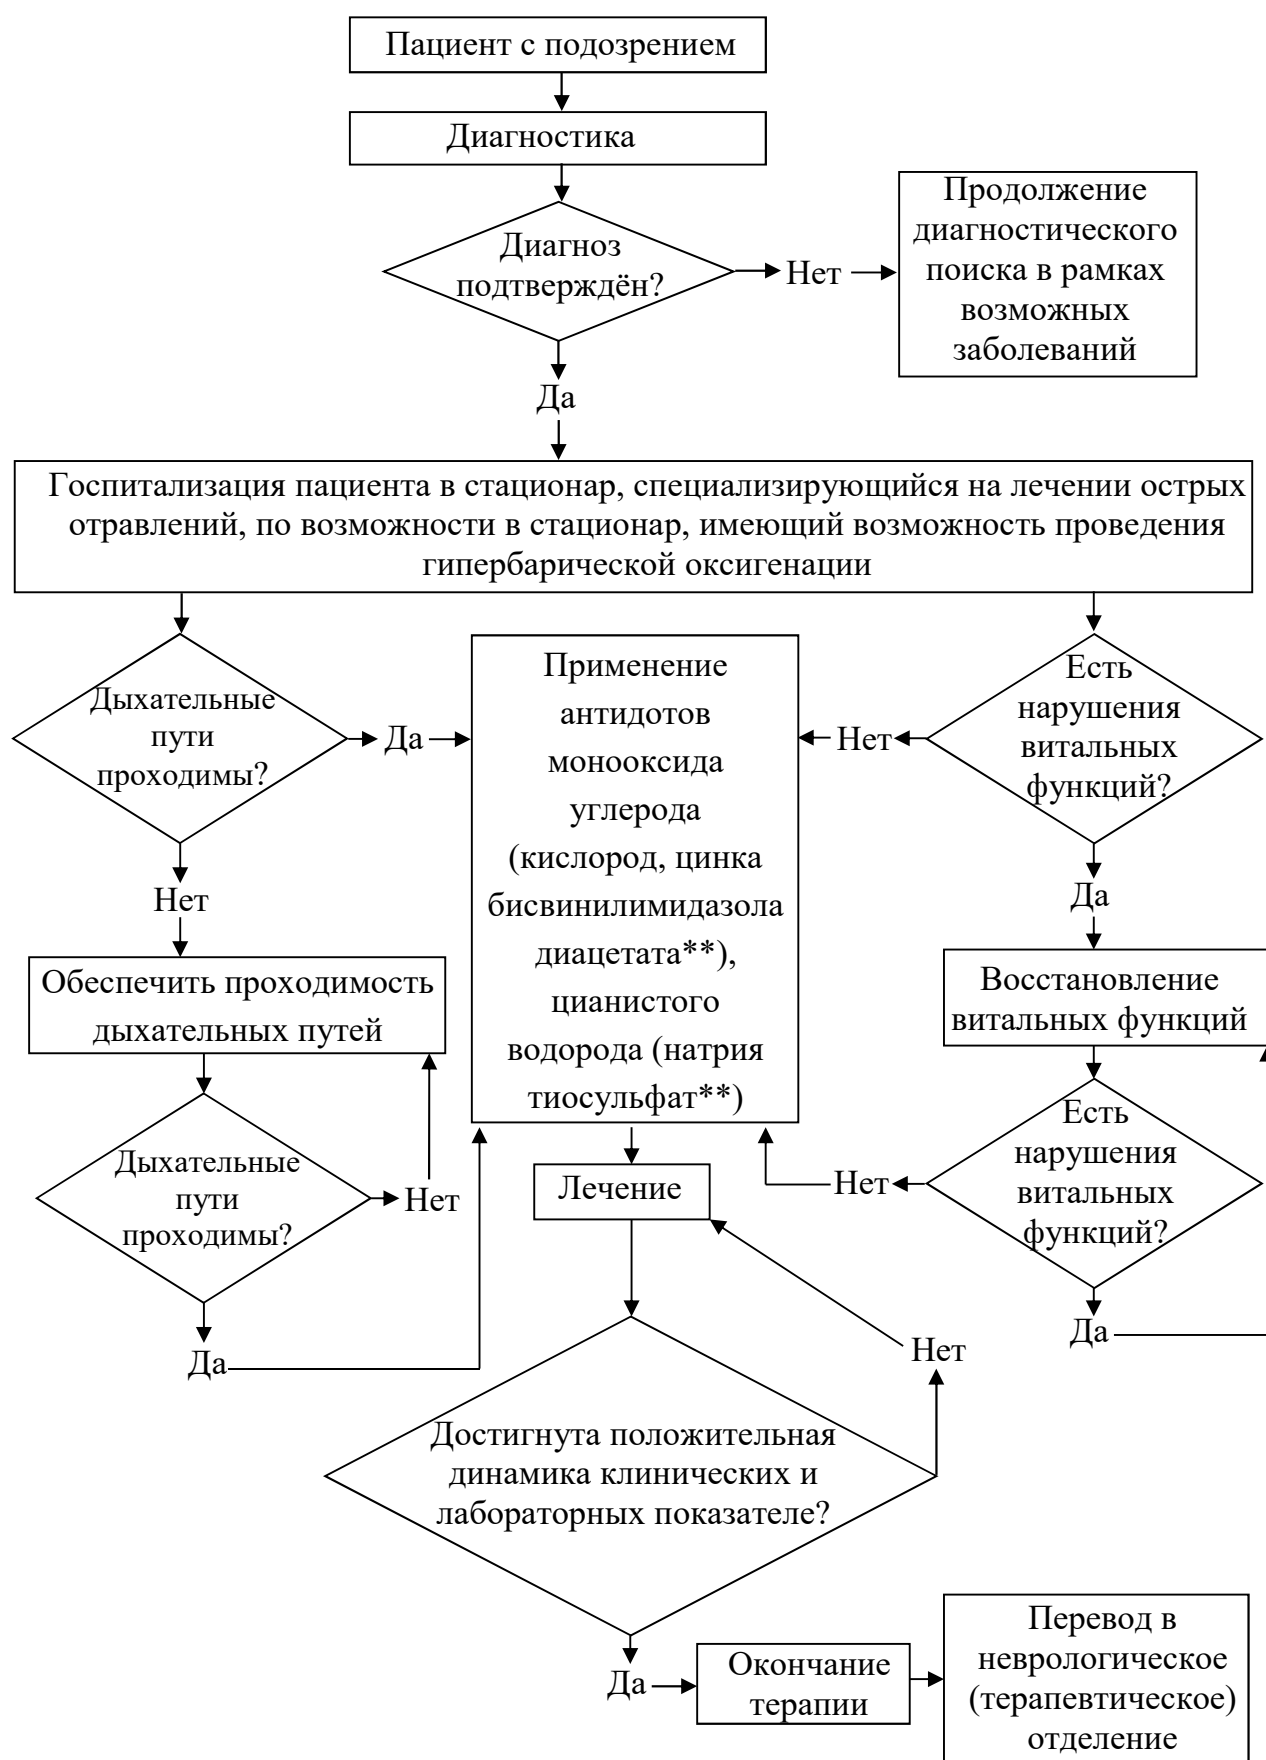 Пациент с подозрением
Диагностика
Диагноз
подтверждён?
Нет
Продолжение
диагностического
поиска в рамках
возможных
заболеваний
Да
Госпитализация пациента в стационар, специализирующийся на лечении острых
отравлений, по возможности в стационар, имеющий возможность проведения
гипербарической оксигенации
Дыхательные
пути
проходимы?
Да
Применение
антидотов
монооксида
углерода
(кислород, цинка
бисвинилимидазола
диацетата**),
цианистого
водорода (натрия
тиосульфат**)
Нет
Есть
нарушения
витальных
функций?
Нет
Да
Обеспечить проходимость
дыхательных путей
Восстановление
витальных функций
Дыхательные
пути
проходимы?
Нет
Лечение
Нет
Есть
нарушения
витальных
функций?
Да
Да
Нет
Достигнута положительная
динамика клинических и
лабораторных показателе?
Да
Окончание
терапии
Перевод в
неврологическое
(терапевтическое)
отделение